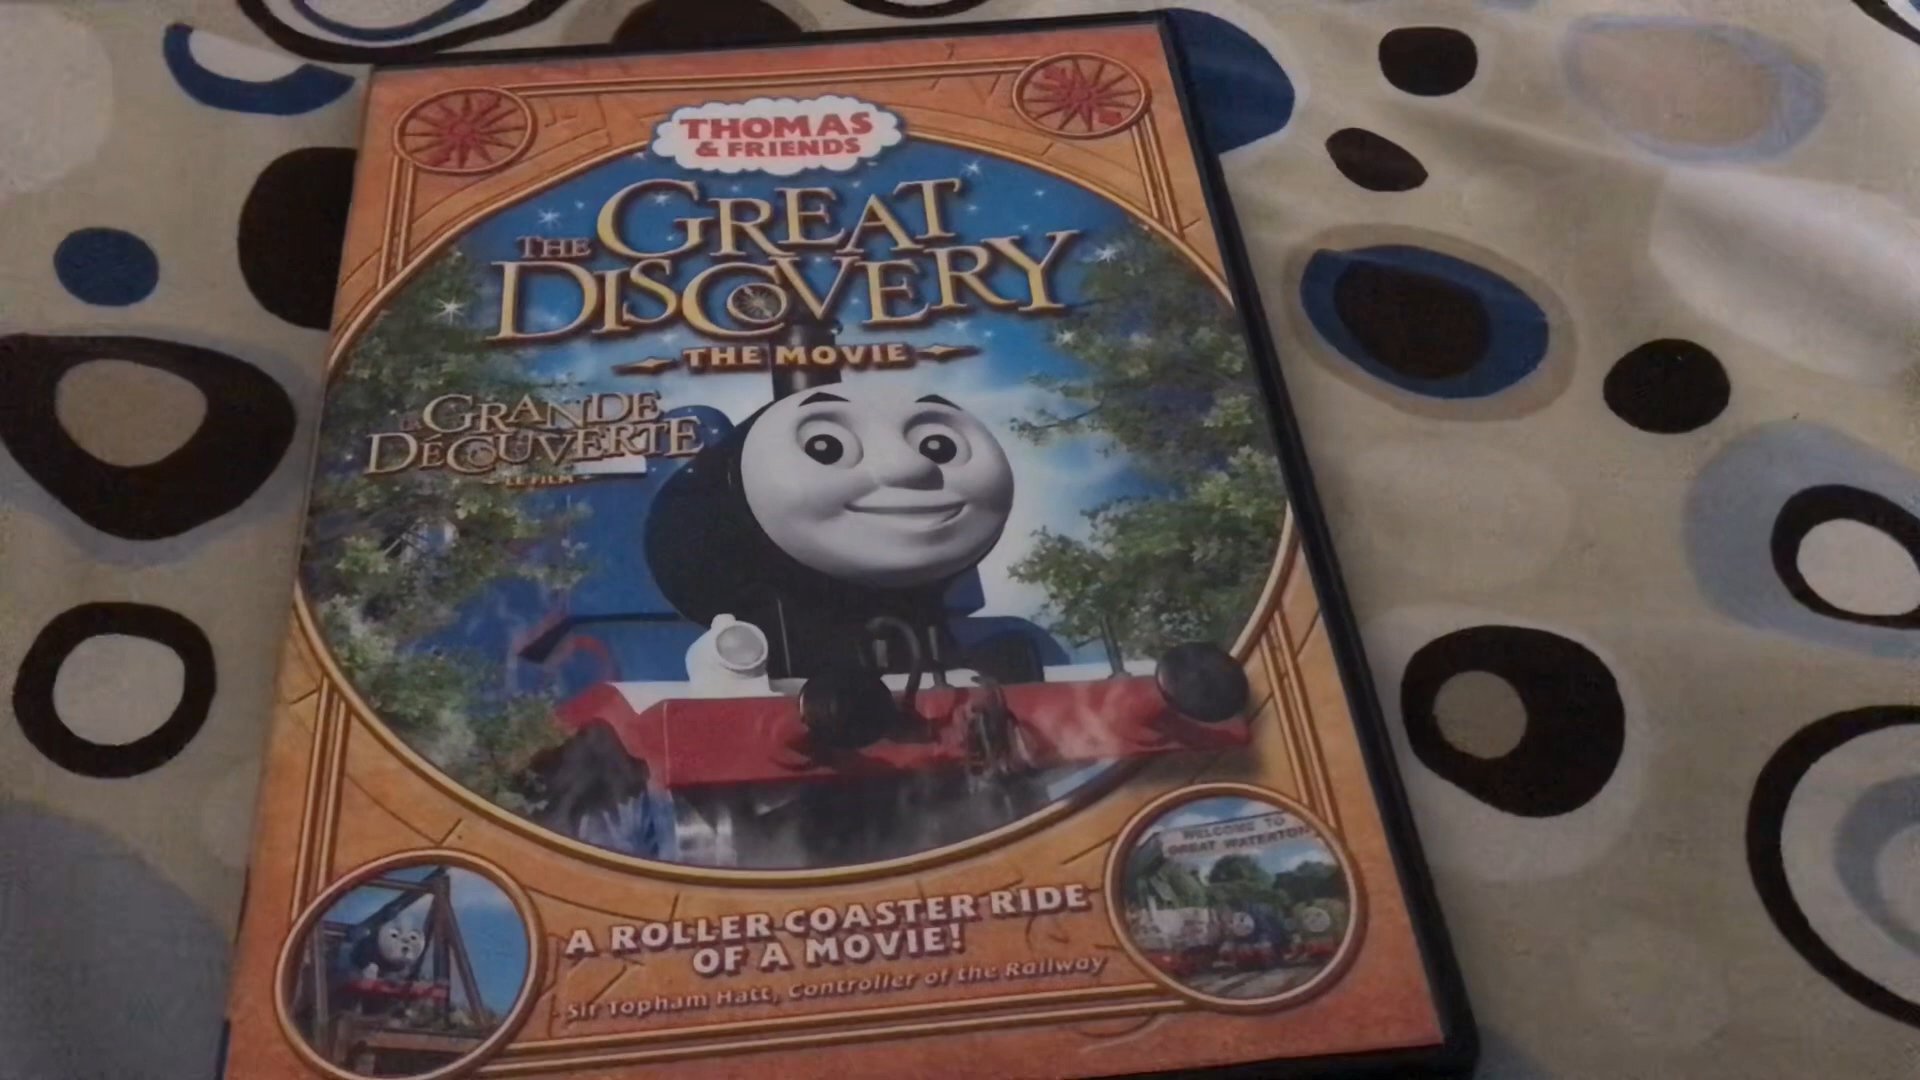 THOMAS
& FRIENDS
THE GREAT
DISCOVERY
THE MOVIE
LA GRANDE
DÉCOUVERTE
LE FILM
A ROLLER COASTER RIDE
OF A MOVIE!
Sir Topham Hatt, Controller of the Railway
WELCOME TO
GREAT WATERTON